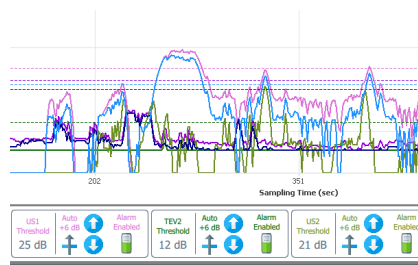 202 351
Sampling Time (sec)
US1 Threshold Auto +6 dB Alarm Enabled
25 dB
TEV2 Threshold Auto +6 dB Alarm Enabled
12 dB
US2 Threshold Auto +6 dB Alarm Enabled
21 dB